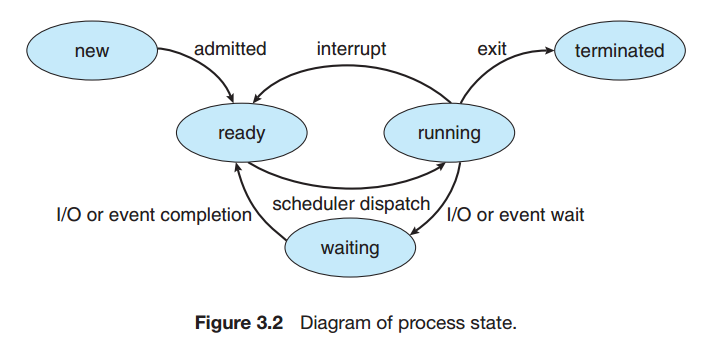 new
admitted
interrupt
exit
terminated
ready
running
scheduler dispatch
I/O or event completion
I/O or event wait
waiting
Figure 3.2 Diagram of process state.